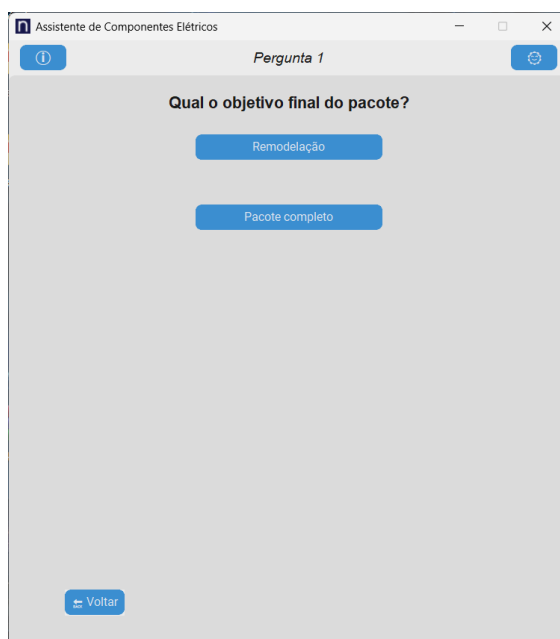 n Assistente de Componentes Elétricos
Pergunta 1
Qual o objetivo final do pacote?
Remodelação
Pacote completo
Voltar